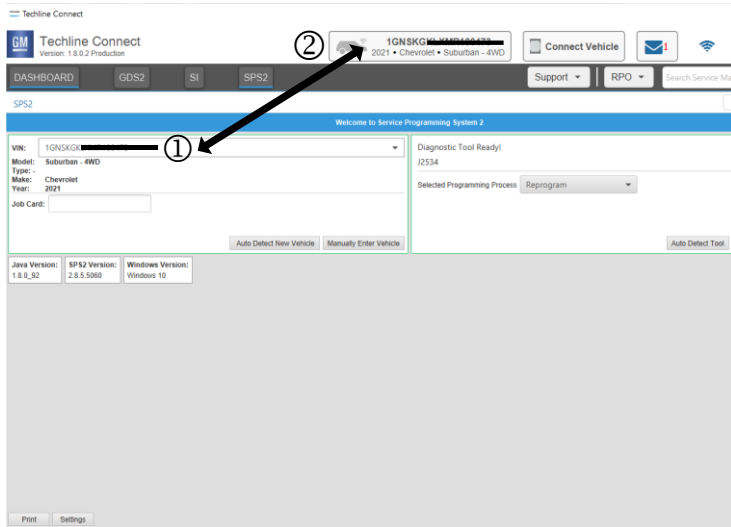 Techline Connect
GM
Techline Connect
Version: 1.8.0.2 Production
②
2021 • Chevrolet • Suburban - 4WD
Connect Vehicle
1
DASHBOARD
GDS2
SI
SPS2
Support
RPO
Search Service Ma
SPS2
Welcome to Service Programming System 2
VIN:
1GNSKGK
①
Model: Suburban - 4WD
Type: -
Make: Chevrolet
Year: 2021
Job Card:
Auto Detect New Vehicle
Manually Enter Vehicle
Diagnostic Tool Ready!
J2534
Selected Programming Process
Reprogram
Auto Detect Tool
Java Version:
1.8.0_92
SPS2 Version:
2.8.5.5060
Windows Version:
Windows 10
Print
Settings